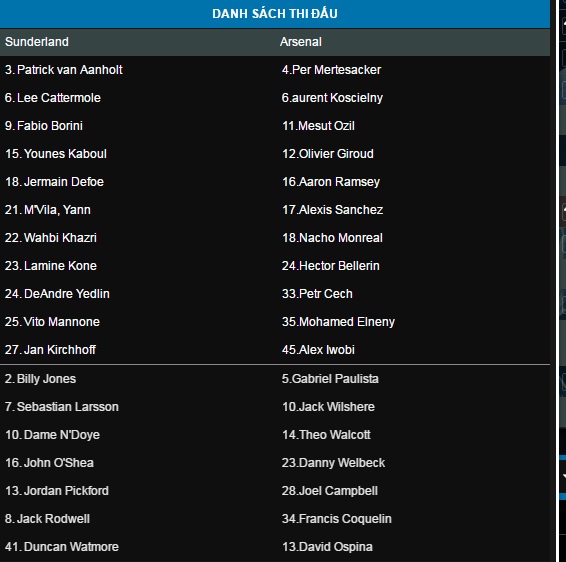 DANH SÁCH THI ĐẤU
Sunderland Arsenal
3. Patrick van Aanholt 4.Per Mertesacker
6. Lee Cattermole 6.aurent Koscielny
9. Fabio Borini 11.Mesut Ozil
15. Younes Kaboul 12.Olivier Giroud
18. Jermain Defoe 16.Aaron Ramsey
21. M'Vila, Yann 17.Alexis Sanchez
22. Wahbi Khazri 18.Nacho Monreal
23. Lamine Kone 24.Hector Bellerin
24. DeAndre Yedlin 33.Petr Cech
25. Vito Mannone 35.Mohamed Elneny
27. Jan Kirchhoff 45.Alex Iwobi
2. Billy Jones 5.Gabriel Paulista
7. Sebastian Larsson 10.Jack Wilshere
10. Dame N'Doye 14.Theo Walcott
16. John O'Shea 23.Danny Welbeck
13. Jordan Pickford 28.Joel Campbell
8. Jack Rodwell 34.Francis Coquelin
41. Duncan Watmore 13.David Ospina